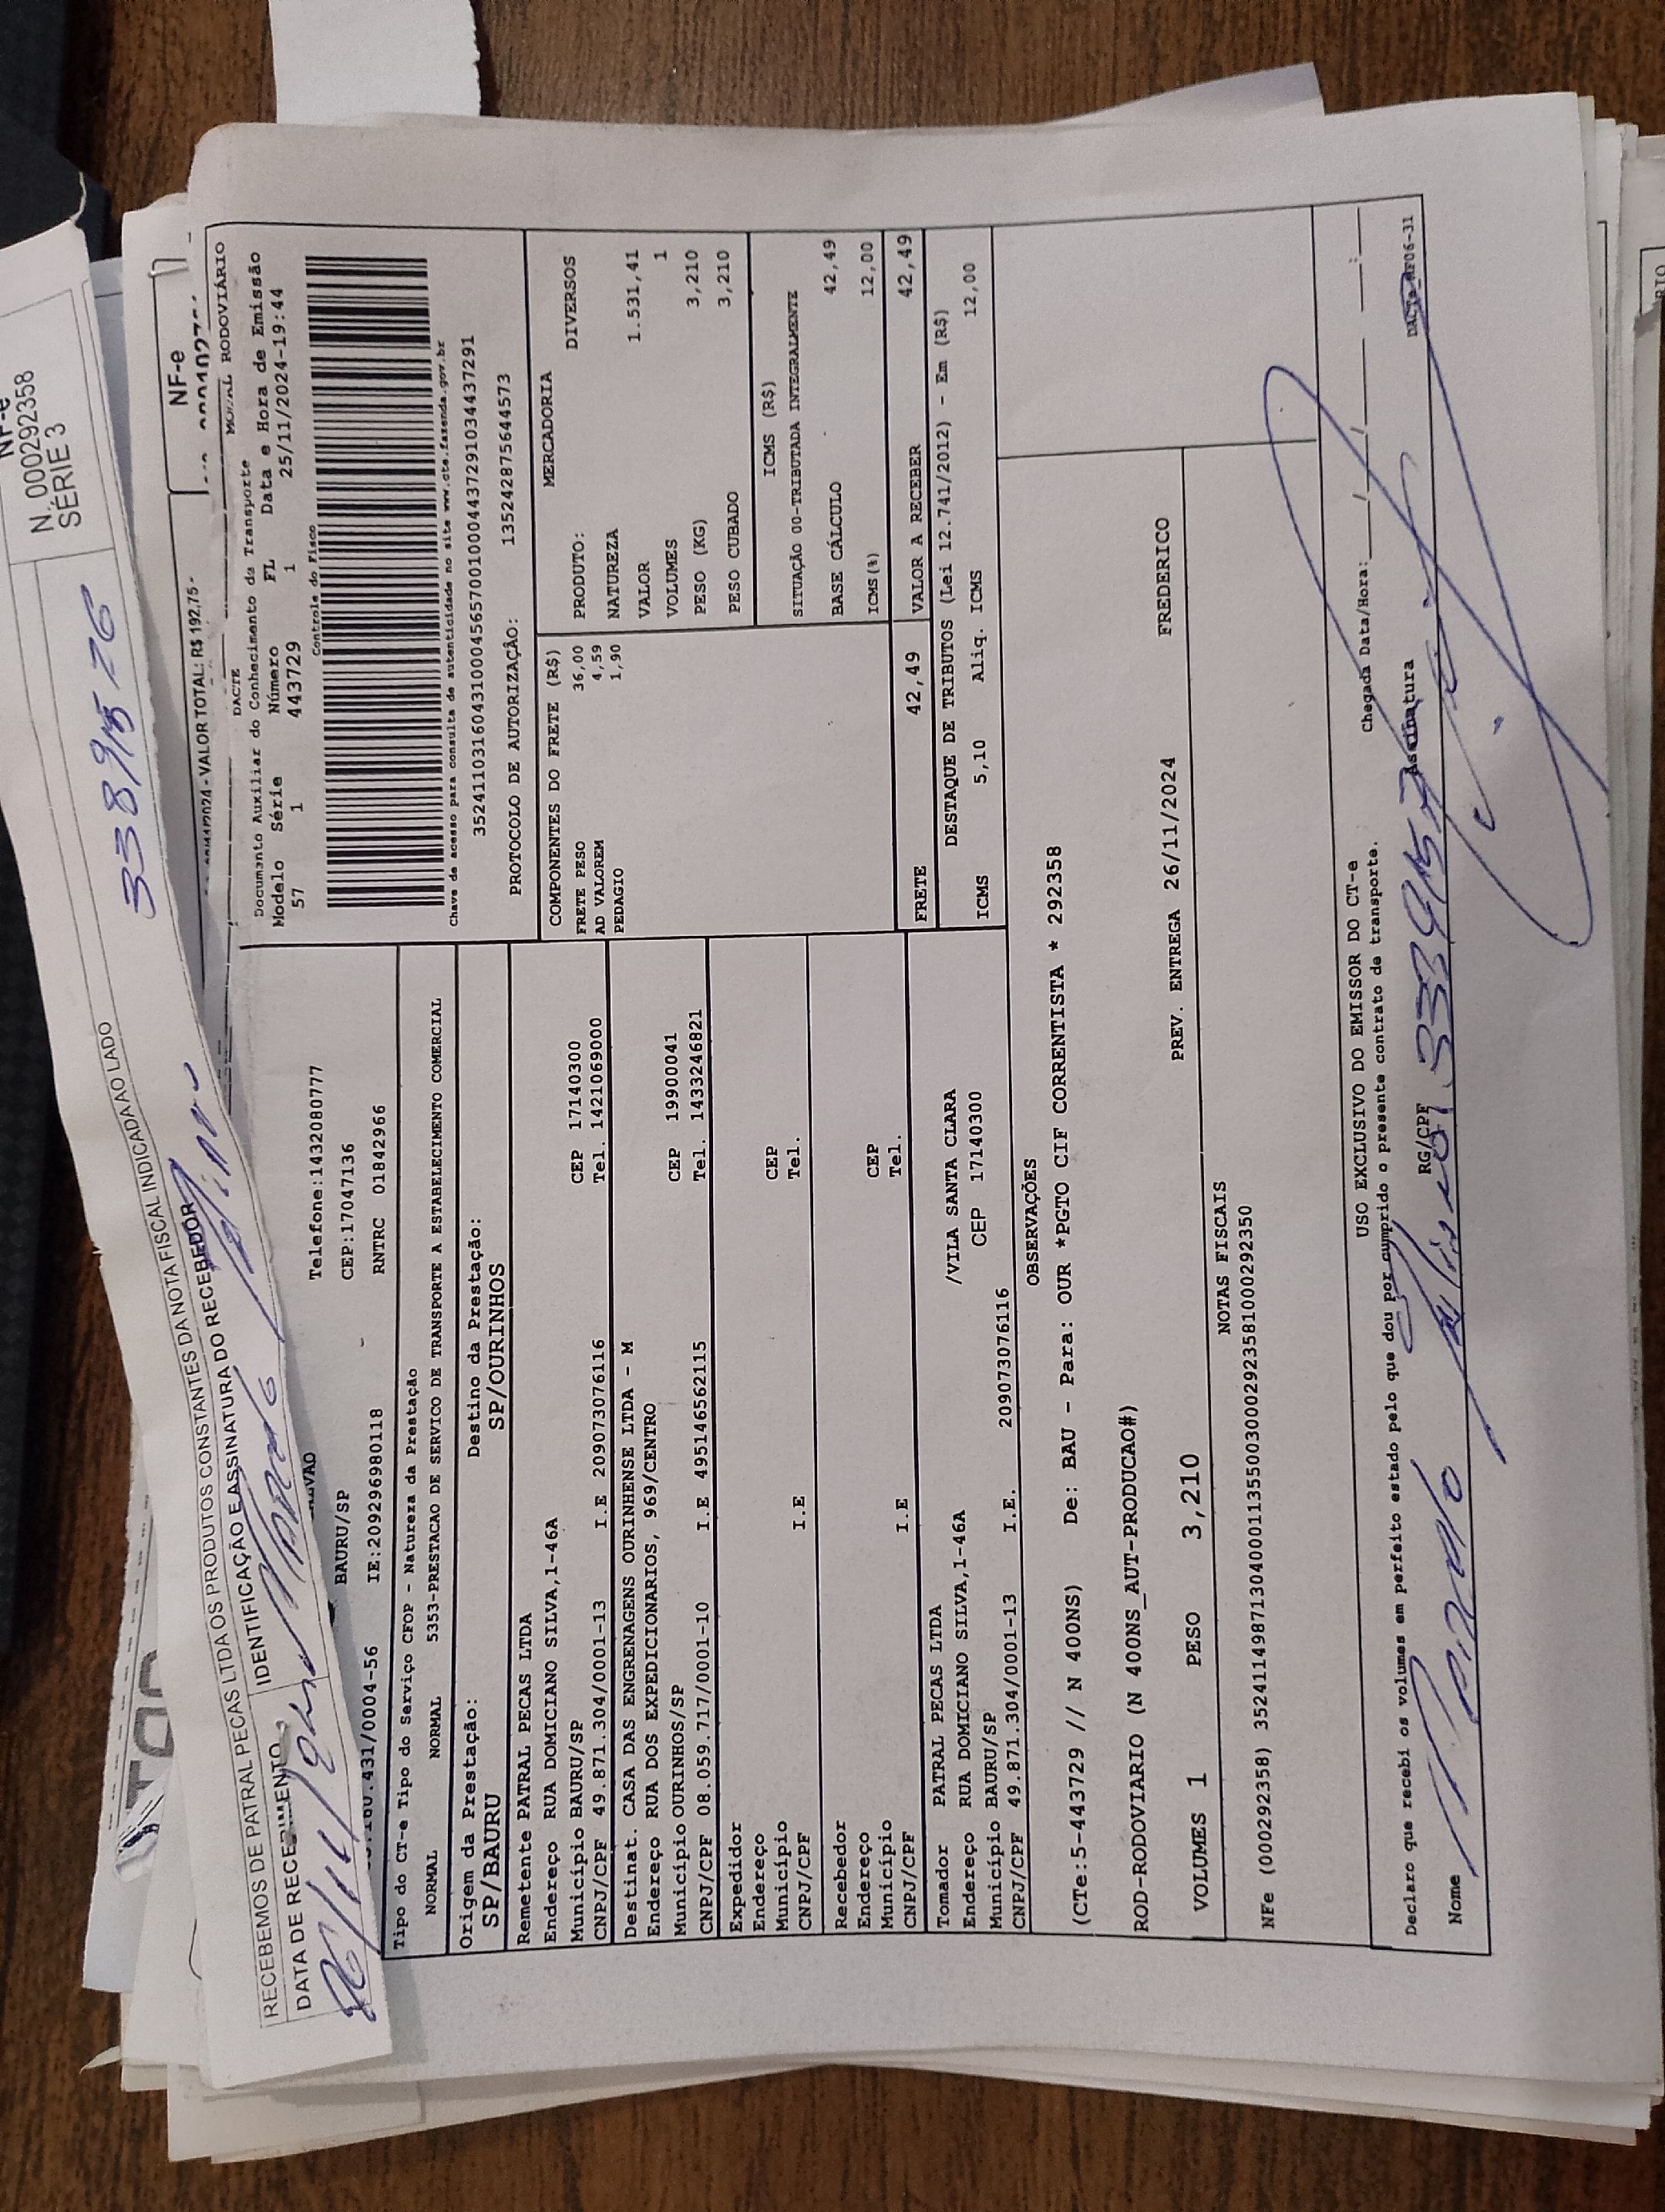 NF-e
N. 000292358
SÉRIE 3
RECEBEMOS DE PATRAL PECAS LTDA OS PRODUTOS CONSTANTES DA NOTA FISCAL INDICADA AO LADO
DATA DE RECEBIMENTO
IDENTIFICAÇÃO E ASSINATURA DO RECEBEDOR
NF-e
- VALOR TOTAL: R$ 192,75 -
DACTE
MODAL RODOVIÁRIO
Documento Auxiliar do Conhecimento de Transporte
Modelo Série Número FL Data e Hora de Emissão
57 1 443729 1 25/11/2024-19:44
Controle do Fisco
Chave de acesso para consulta de autenticidade no site www.cte.fazenda.gov.br
35241103160431000456570010004437291034437291
PROTOCOLO DE AUTORIZAÇÃO: 135242875644573
Telefone:1432080777
BAURU/SP CEP:17047136
.431/0004-56 IE:209296980118 RNTRC 01842966
Tipo do CT-e Tipo do Serviço CFOP - Natureza da Prestação
NORMAL NORMAL 5353-PRESTACAO DE SERVICO DE TRANSPORTE A ESTABELECIMENTO COMERCIAL
Origem da Prestação: Destino da Prestação:
SP/BAURU SP/OURINHOS
Remetente PATRAL PECAS LTDA
Endereço RUA DOMICIANO SILVA,1-46A
Município BAURU/SP CEP 17140300
CNPJ/CPF 49.871.304/0001-13 I.E 209073076116 Tel. 1421069000
Destinat. CASA DAS ENGRENAGENS OURINHENSE LTDA - M
Endereço RUA DOS EXPEDICIONARIOS, 969/CENTRO
Município OURINHOS/SP CEP 19900041
CNPJ/CPF 08.059.717/0001-10 I.E 495146562115 Tel. 1433246821
Expedidor
Endereço
Município CEP
CNPJ/CPF I.E Tel.
Recebedor
Endereço
Município CEP
CNPJ/CPF I.E Tel.
Tomador PATRAL PECAS LTDA
Endereço RUA DOMICIANO SILVA,1-46A /VILA SANTA CLARA
Município BAURU/SP CEP 17140300
CNPJ/CPF 49.871.304/0001-13 I.E. 209073076116
COMPONENTES DO FRETE (R$)
FRETE PESO 36,00
AD VALOREM 4,59
PEDAGIO 1,90
MERCADORIA
PRODUTO: DIVERSOS
NATUREZA
VALOR 1.531,41
VOLUMES 1
PESO (KG) 3,210
PESO CUBADO 3,210
ICMS (R$)
SITUAÇÃO 00-TRIBUTADA INTEGRALMENTE
BASE CÁLCULO 42,49
ICMS(%) 12,00
FRETE 42,49 VALOR A RECEBER 42,49
DESTAQUE DE TRIBUTOS (Lei 12.741/2012) - Em (R$)
ICMS 5,10 Aliq. ICMS 12,00
OBSERVAÇÕES
(CTe:5-443729 // N 400NS) De: BAU - Para: OUR *PGTO CIF CORRENTISTA * 292358
ROD-RODOVIARIO (N 400NS_AUT-PRODUCAO#)
VOLUMES 1 PESO 3,210 PREV. ENTREGA 26/11/2024 FREDERICO
NOTAS FISCAIS
NFe (000292358) 35241149871304000113550030002923581000292350
USO EXCLUSIVO DO EMISSOR DO CT-e
Declaro que recebi os volumes em perfeito estado pelo que dou por cumprido o presente contrato de transporte.
Chegada Data/Hora:___/___/___ ___:___
Nome RG/CPF Assinatura